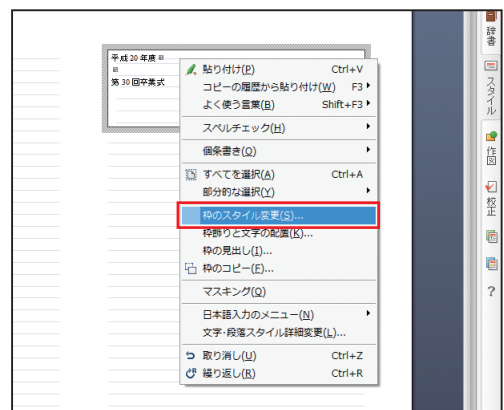 平成20年度
第30回卒業式
貼り付け(P) Ctrl+V
コピーの履歴から貼り付け(W) F3
よく使う言葉(B) Shift+F3
スペルチェック(H)
個条書き(O)
すべてを選択(A) Ctrl+A
部分的な選択(Y)
枠のスタイル変更(S)...
枠飾りと文字の配置(K)...
枠の見出し(I)...
枠のコピー(F)...
マスキング(Q)
日本語入力のメニュー(N)
文字・段落スタイル詳細変更(L)...
取り消し(U) Ctrl+Z
繰り返し(R) Ctrl+R
辞書
スタイル
作図
校正
?